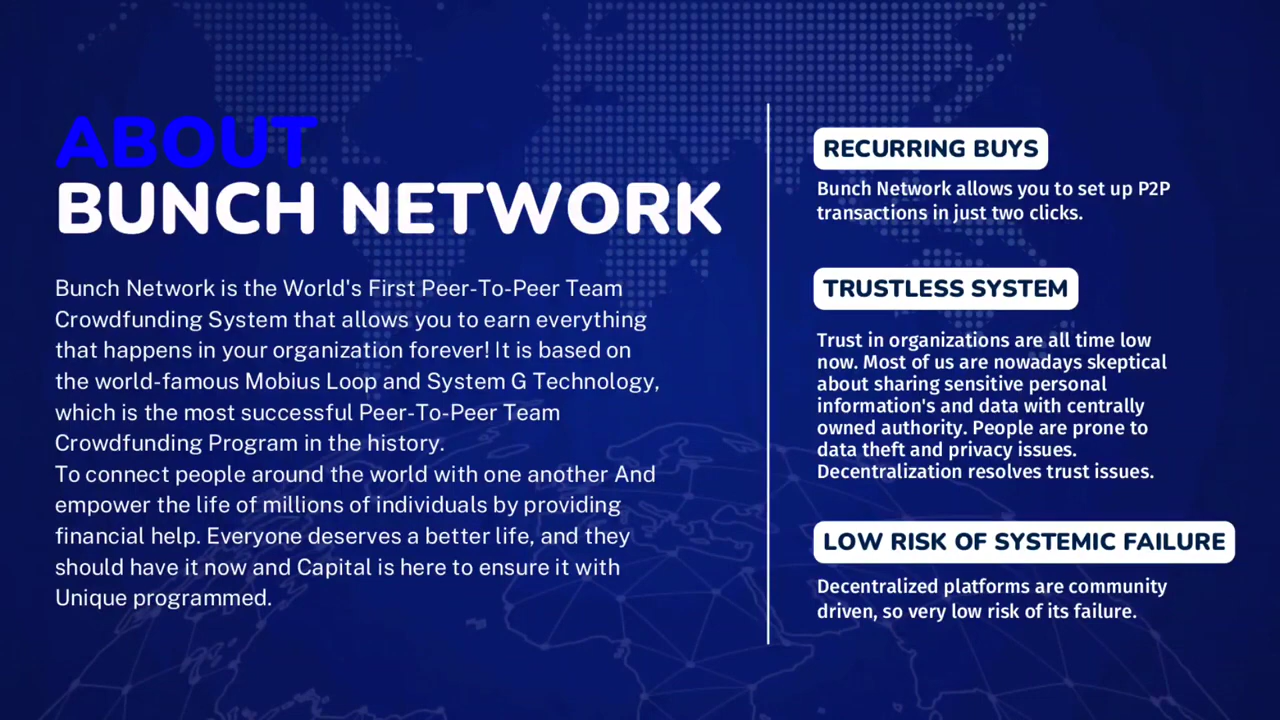 ABOUT
BUNCH NETWORK
Bunch Network is the World's First Peer-To-Peer Team
Crowdfunding System that allows you to earn everything
that happens in your organization forever! It is based on
the world-famous Mobius Loop and System G Technology,
which is the most successful Peer-To-Peer Team
Crowdfunding Program in the history.
To connect people around the world with one another And
empower the life of millions of individuals by providing
financial help. Everyone deserves a better life, and they
should have it now and Capital is here to ensure it with
Unique programmed.
RECURRING BUYS
Bunch Network allows you to set up P2P
transactions in just two clicks.
TRUSTLESS SYSTEM
Trust in organizations are all time low
now. Most of us are nowadays skeptical
about sharing sensitive personal
information's and data with centrally
owned authority. People are prone to
data theft and privacy issues.
Decentralization resolves trust issues.
LOW RISK OF SYSTEMIC FAILURE
Decentralized platforms are community
driven, so very low risk of its failure.